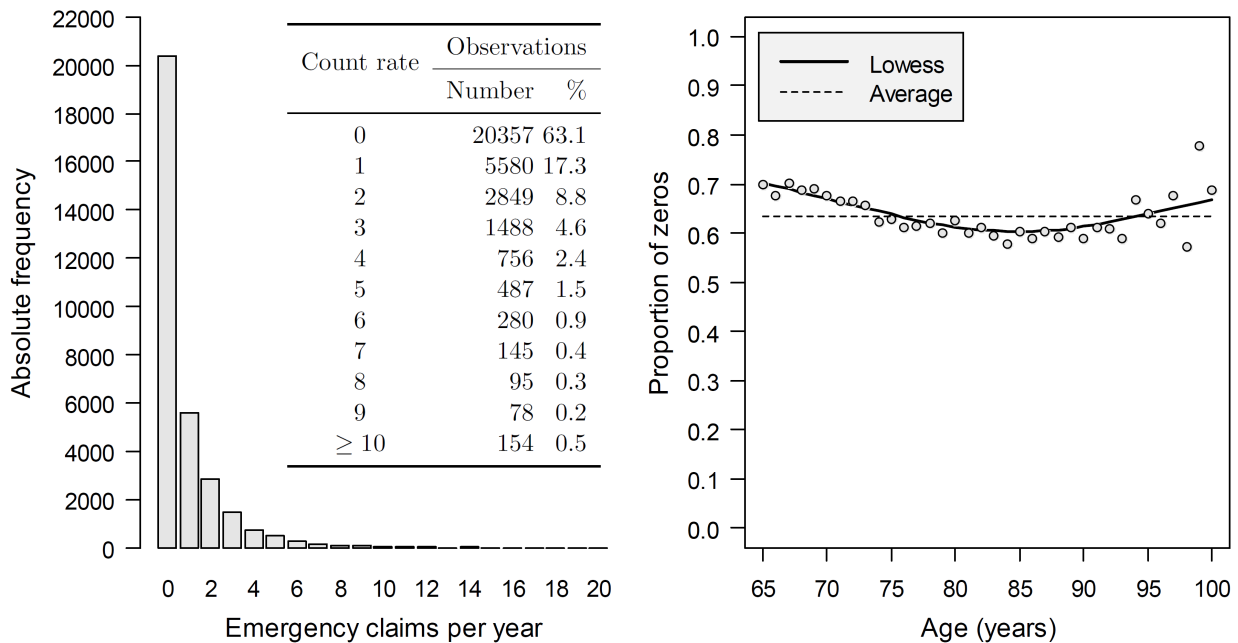 22000
20000
18000
16000
14000
12000
10000
8000
6000
4000
2000
0
Absolute frequency
Count rate Observations
Number %
0 20357 63.1
1 5580 17.3
2 2849 8.8
3 1488 4.6
4 756 2.4
5 487 1.5
6 280 0.9
7 145 0.4
8 95 0.3
9 78 0.2
≥ 10 154 0.5
0 2 4 6 8 10 12 14 16 18 20
Emergency claims per year
1.0
0.9
0.8
0.7
0.6
0.5
0.4
0.3
0.2
0.1
0.0
Proportion of zeros
Lowess
Average
65 70 75 80 85 90 95 100
Age (years)